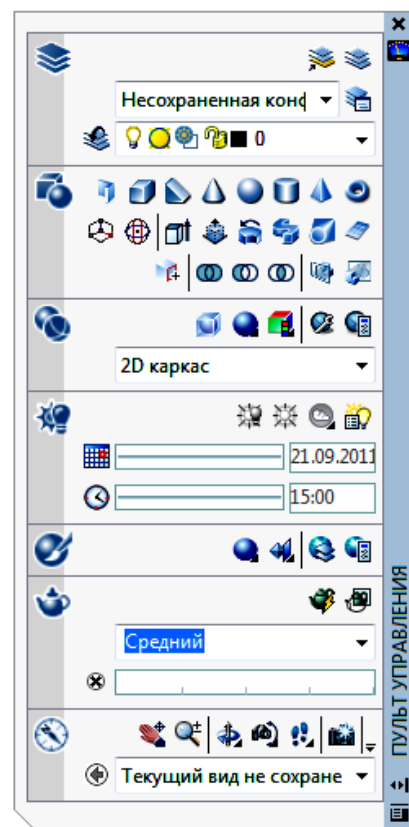 Несохраненная конф
0
2D каркас
21.09.2011
15:00
Средний
Текущий вид не сохране
ПУЛЬТ УПРАВЛЕНИЯ